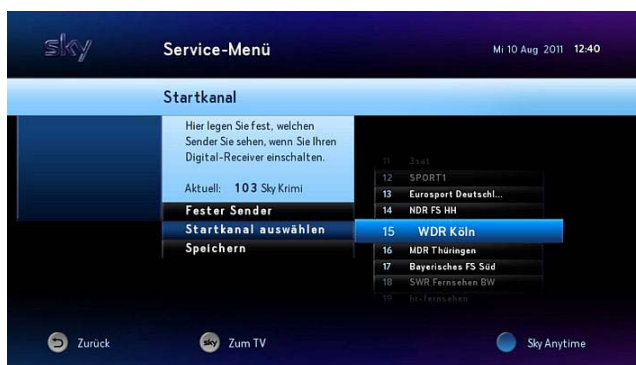 sky
Service-Menü
Mi 10 Aug 2011 12:40
Startkanal
Hier legen Sie fest, welchen
Sender Sie sehen, wenn Sie Ihren
Digital-Receiver einschalten.
Aktuell: 103 Sky Krimi
Fester Sender
Startkanal auswählen
Speichern
11 3sat
12 SPORT1
13 Eurosport Deutschl...
14 NDR FS HH
15 WDR Köln
16 MDR Thüringen
17 Bayerisches FS Süd
18 SWR Fernsehen BW
19 hr-fernsehen
Zurück
sky Zum TV
Sky Anytime